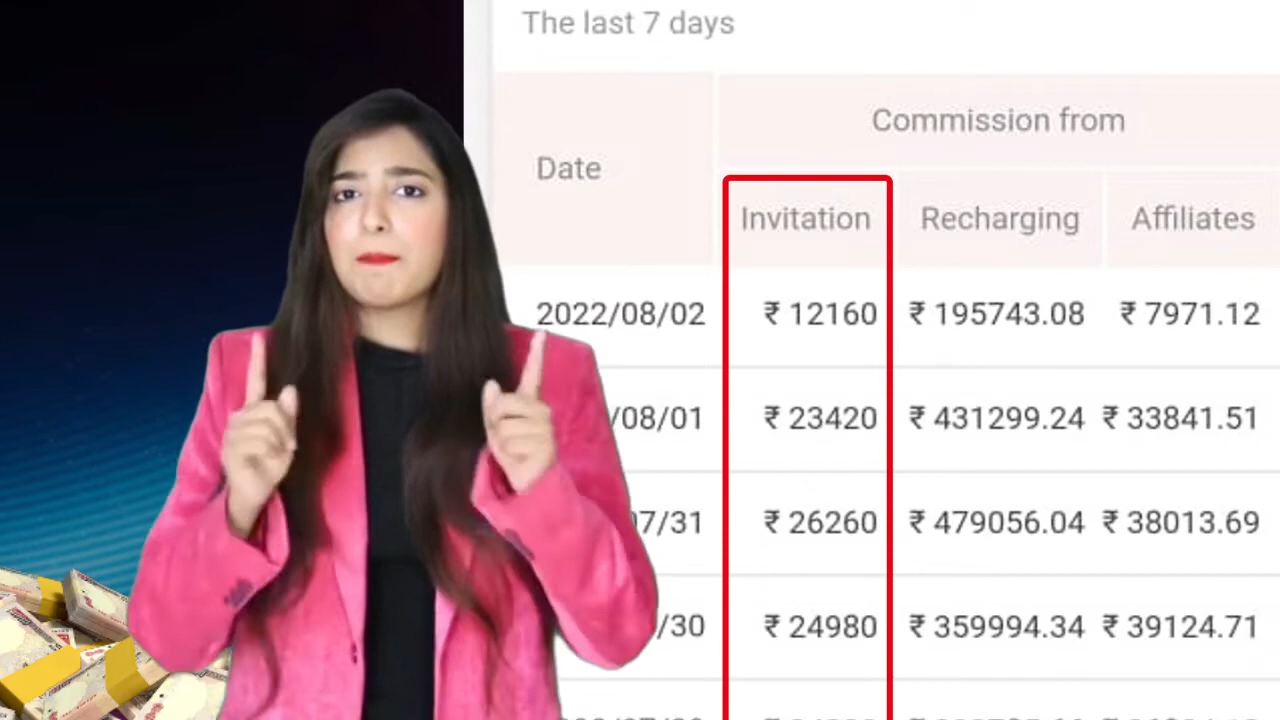 The last 7 days
Commission from
Date
Invitation Recharging Affiliates
2022/08/02 ₹ 12160 ₹ 195743.08 ₹ 7971.12
/08/01 ₹ 23420 ₹ 431299.24 ₹ 33841.51
07/31 ₹ 26260 ₹ 479056.04 ₹ 38013.69
/30 ₹ 24980 ₹ 359994.34 ₹ 39124.71